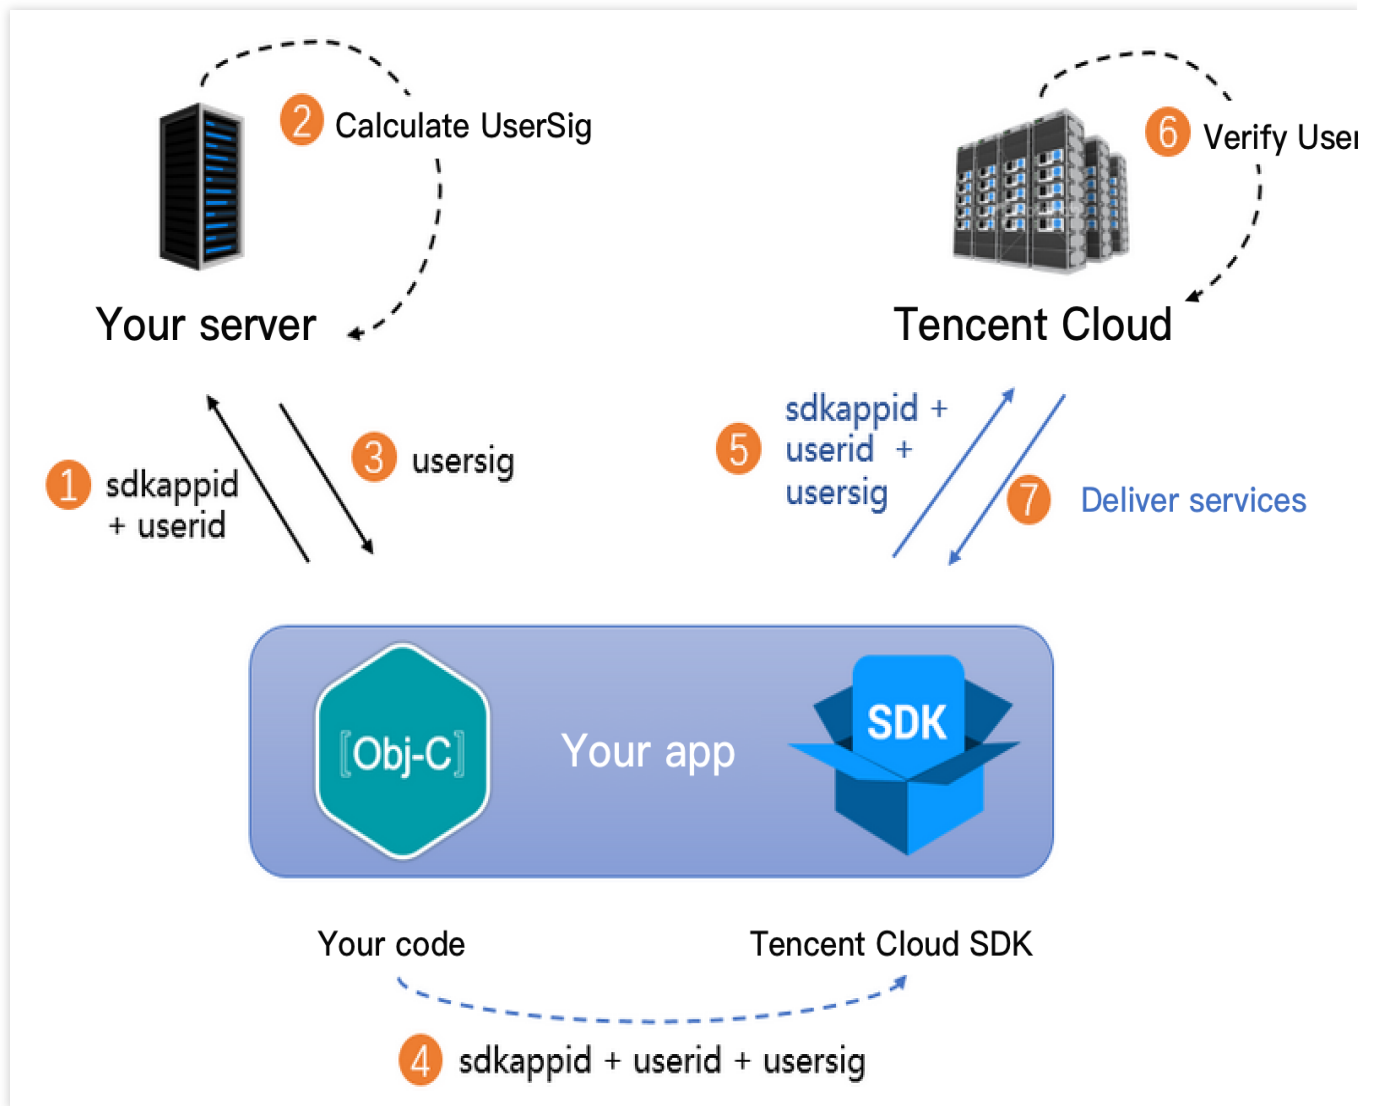 2 Calculate UserSig
6 Verify User
Your server
Tencent Cloud
1 sdkappid
+ userid
3 usersig
5 sdkappid +
userid +
usersig
7 Deliver services
[Obj-C]
Your app
SDK
Your code
Tencent Cloud SDK
4 sdkappid + userid + usersig